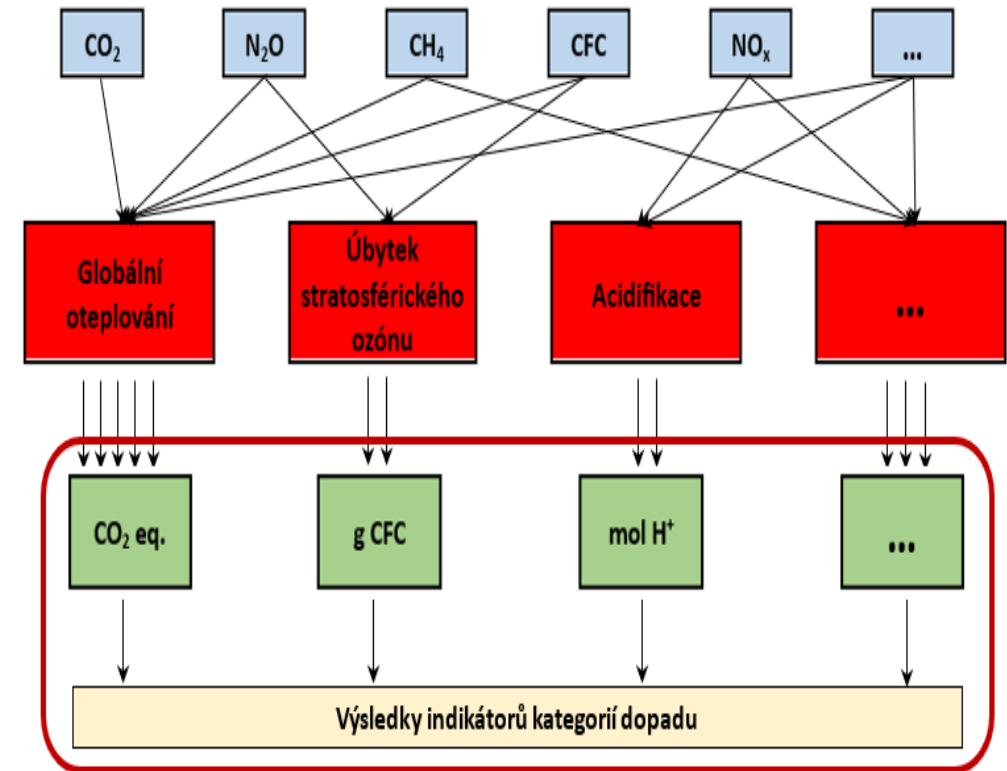 CO₂
N₂O
CH₄
CFC
NOₓ
...
Globální
oteplování
Úbytek
stratosférického
ozónu
Acidifikace
...
CO₂ eq.
g CFC
mol H⁺
...
Výsledky indikátorů kategorií dopadu